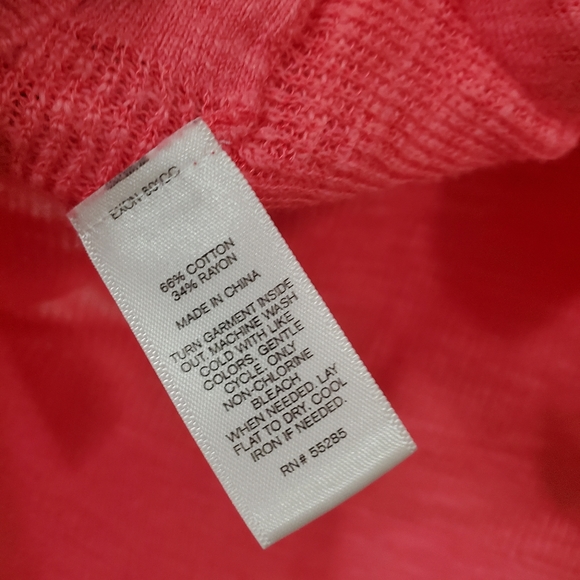 66% COTTON
34% RAYON
MADE IN CHINA
TURN GARMENT INSIDE
OUT, MACHINE WASH
COLD WITH LIKE
COLORS. GENTLE
CYCLE. ONLY
NON-CHLORINE
BLEACH
WHEN NEEDED. LAY
FLAT TO DRY. COOL
IRON IF NEEDED.
RN# 55285